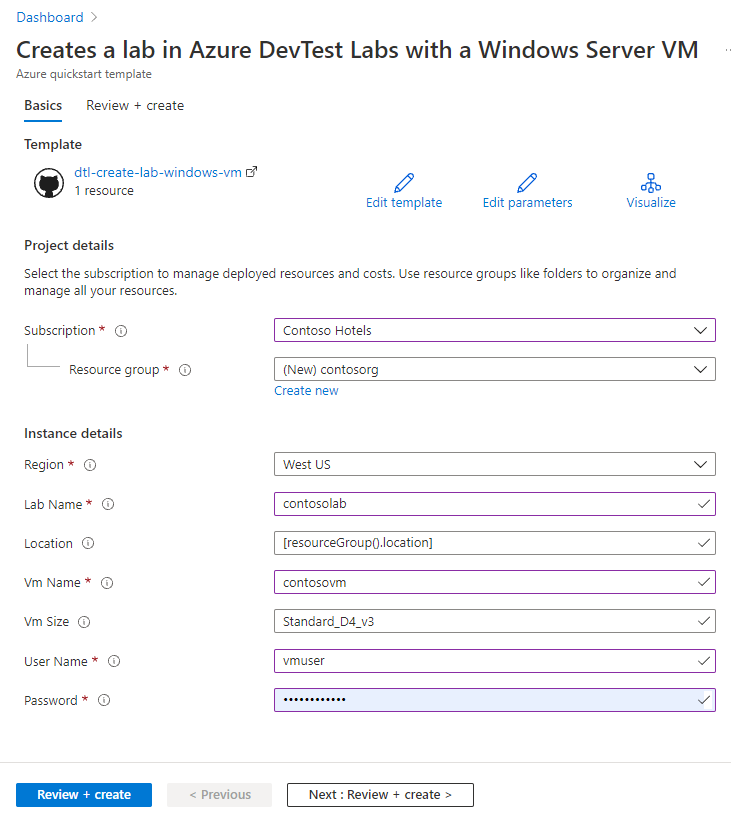 Dashboard >
Creates a lab in Azure DevTest Labs with a Windows Server VM ...
Azure quickstart template
Basics Review + create
Template
dtl-create-lab-windows-vm
1 resource
Edit template Edit parameters Visualize
Project details
Select the subscription to manage deployed resources and costs. Use resource groups like folders to organize and
manage all your resources.
Subscription * Contoso Hotels
Resource group * (New) contosorg
Create new
Instance details
Region * West US
Lab Name * contosolab
Location [resourceGroup().location]
Vm Name * contosovm
Vm Size Standard_D4_v3
User Name * vmuser
Password * ••••••••••••
Review + create < Previous Next : Review + create >